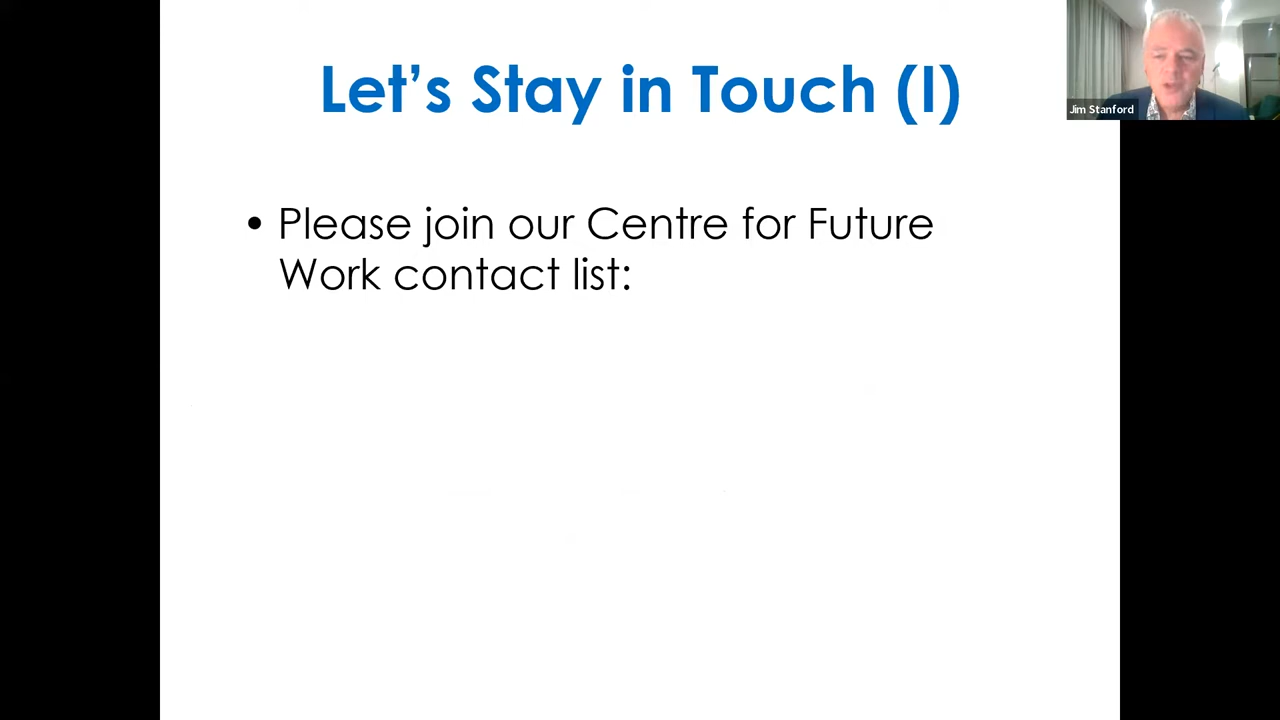 Let’s Stay in Touch (I)
Jim Stanford
• Please join our Centre for Future
Work contact list: